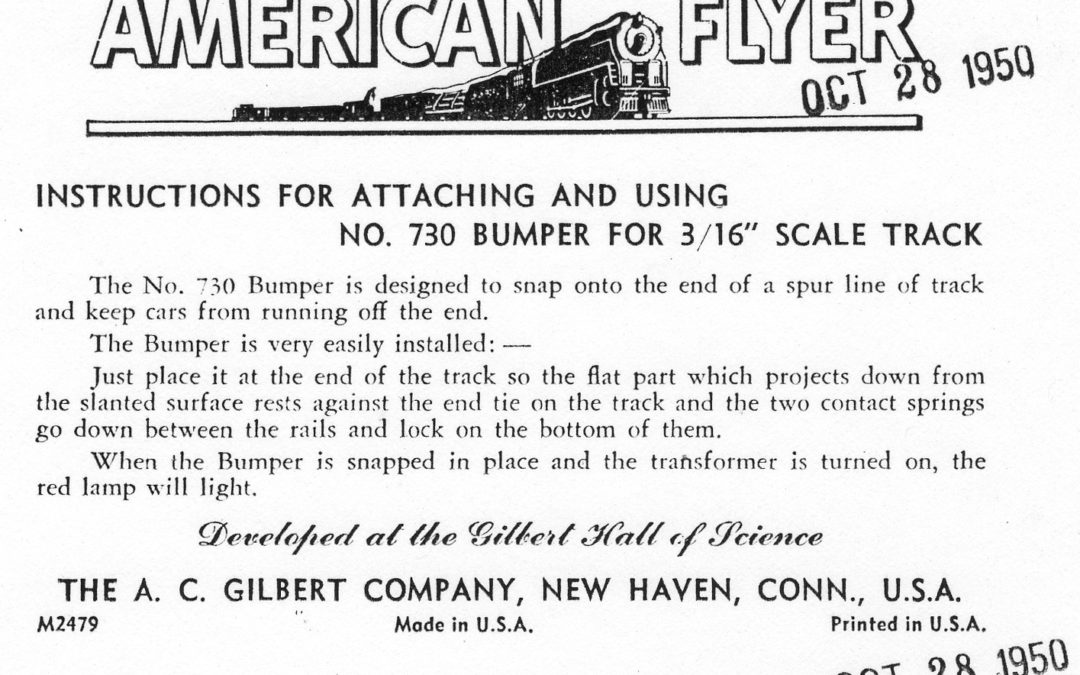 AMERICAN FLYER
OCT 28 1950
INSTRUCTIONS FOR ATTACHING AND USING
NO. 730 BUMPER FOR 3/16" SCALE TRACK
The No. 730 Bumper is designed to snap onto the end of a spur line of track
and keep cars from running off the end.
The Bumper is very easily installed: —
Just place it at the end of the track so the flat part which projects down from
the slanted surface rests against the end tie on the track and the two contact springs
go down between the rails and lock on the bottom of them.
When the Bumper is snapped in place and the transformer is turned on, the
red lamp will light.
Developed at the Gilbert Hall of Science
THE A. C. GILBERT COMPANY, NEW HAVEN, CONN., U.S.A.
M2479 Made in U.S.A. Printed in U.S.A.
OCT 28 1950